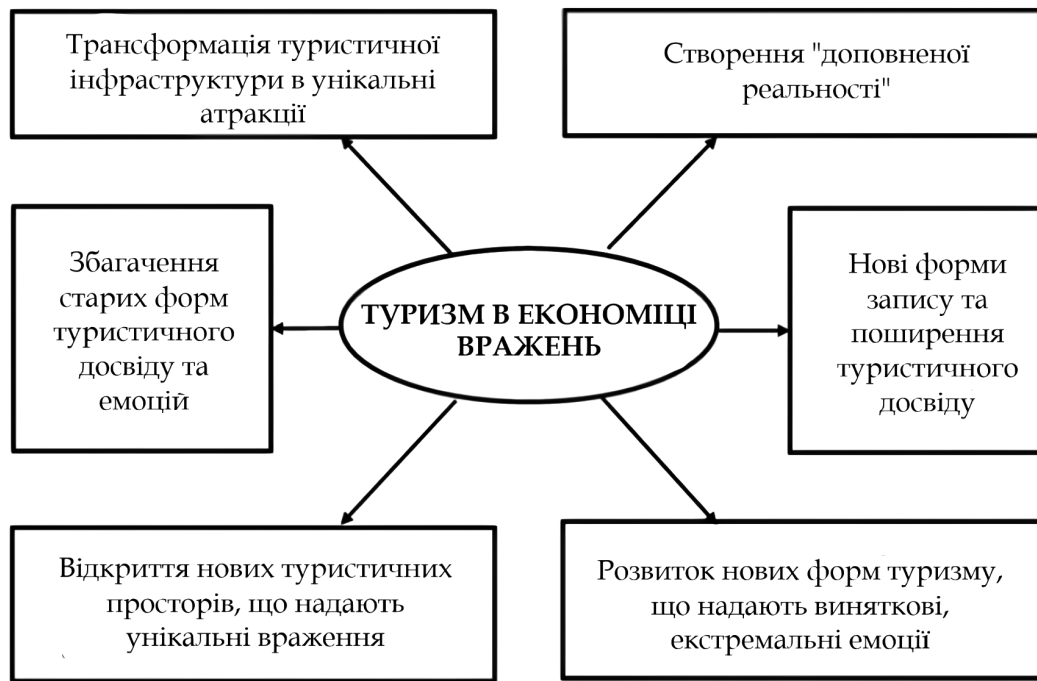 Трансформація туристичної
інфраструктури в унікальні
атракції
Створення "доповненої
реальності"
Збагачення
старих форм
туристичного
досвіду та
емоцій
ТУРИЗМ В ЕКОНОМІЦІ
ВРАЖЕНЬ
Нові форми
запису та
поширення
туристичного
досвіду
Відкриття нових туристичних
просторів, що надають
унікальні враження
Розвиток нових форм туризму,
що надають виняткові,
екстремальні емоції